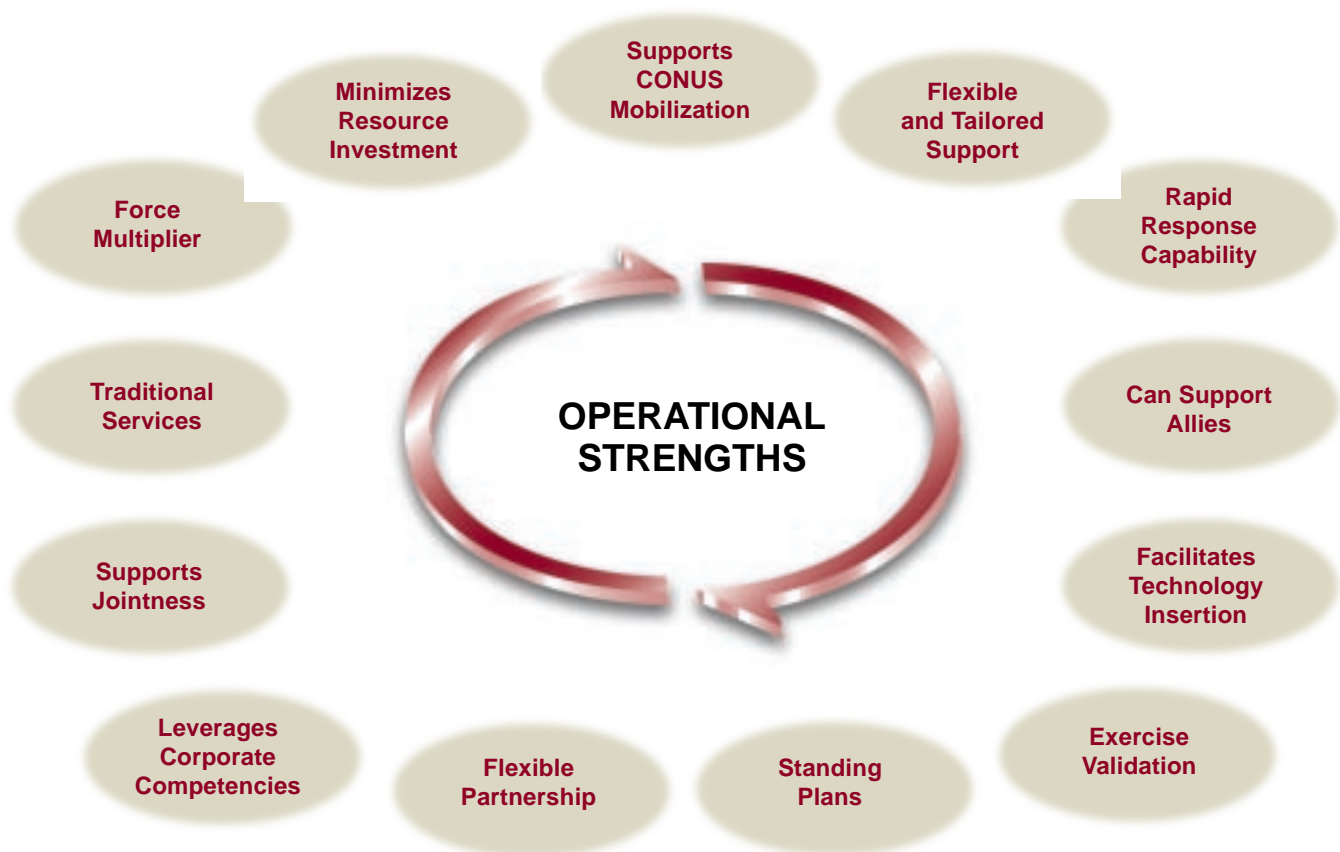 Supports
CONUS
Mobilization
Flexible
and Tailored
Support
Rapid
Response
Capability
Can Support
Allies
Facilitates
Technology
Insertion
Exercise
Validation
Standing
Plans
Flexible
Partnership
Leverages
Corporate
Competencies
Supports
Jointness
Traditional
Services
Force
Multiplier
Minimizes
Resource
Investment
OPERATIONAL
STRENGTHS